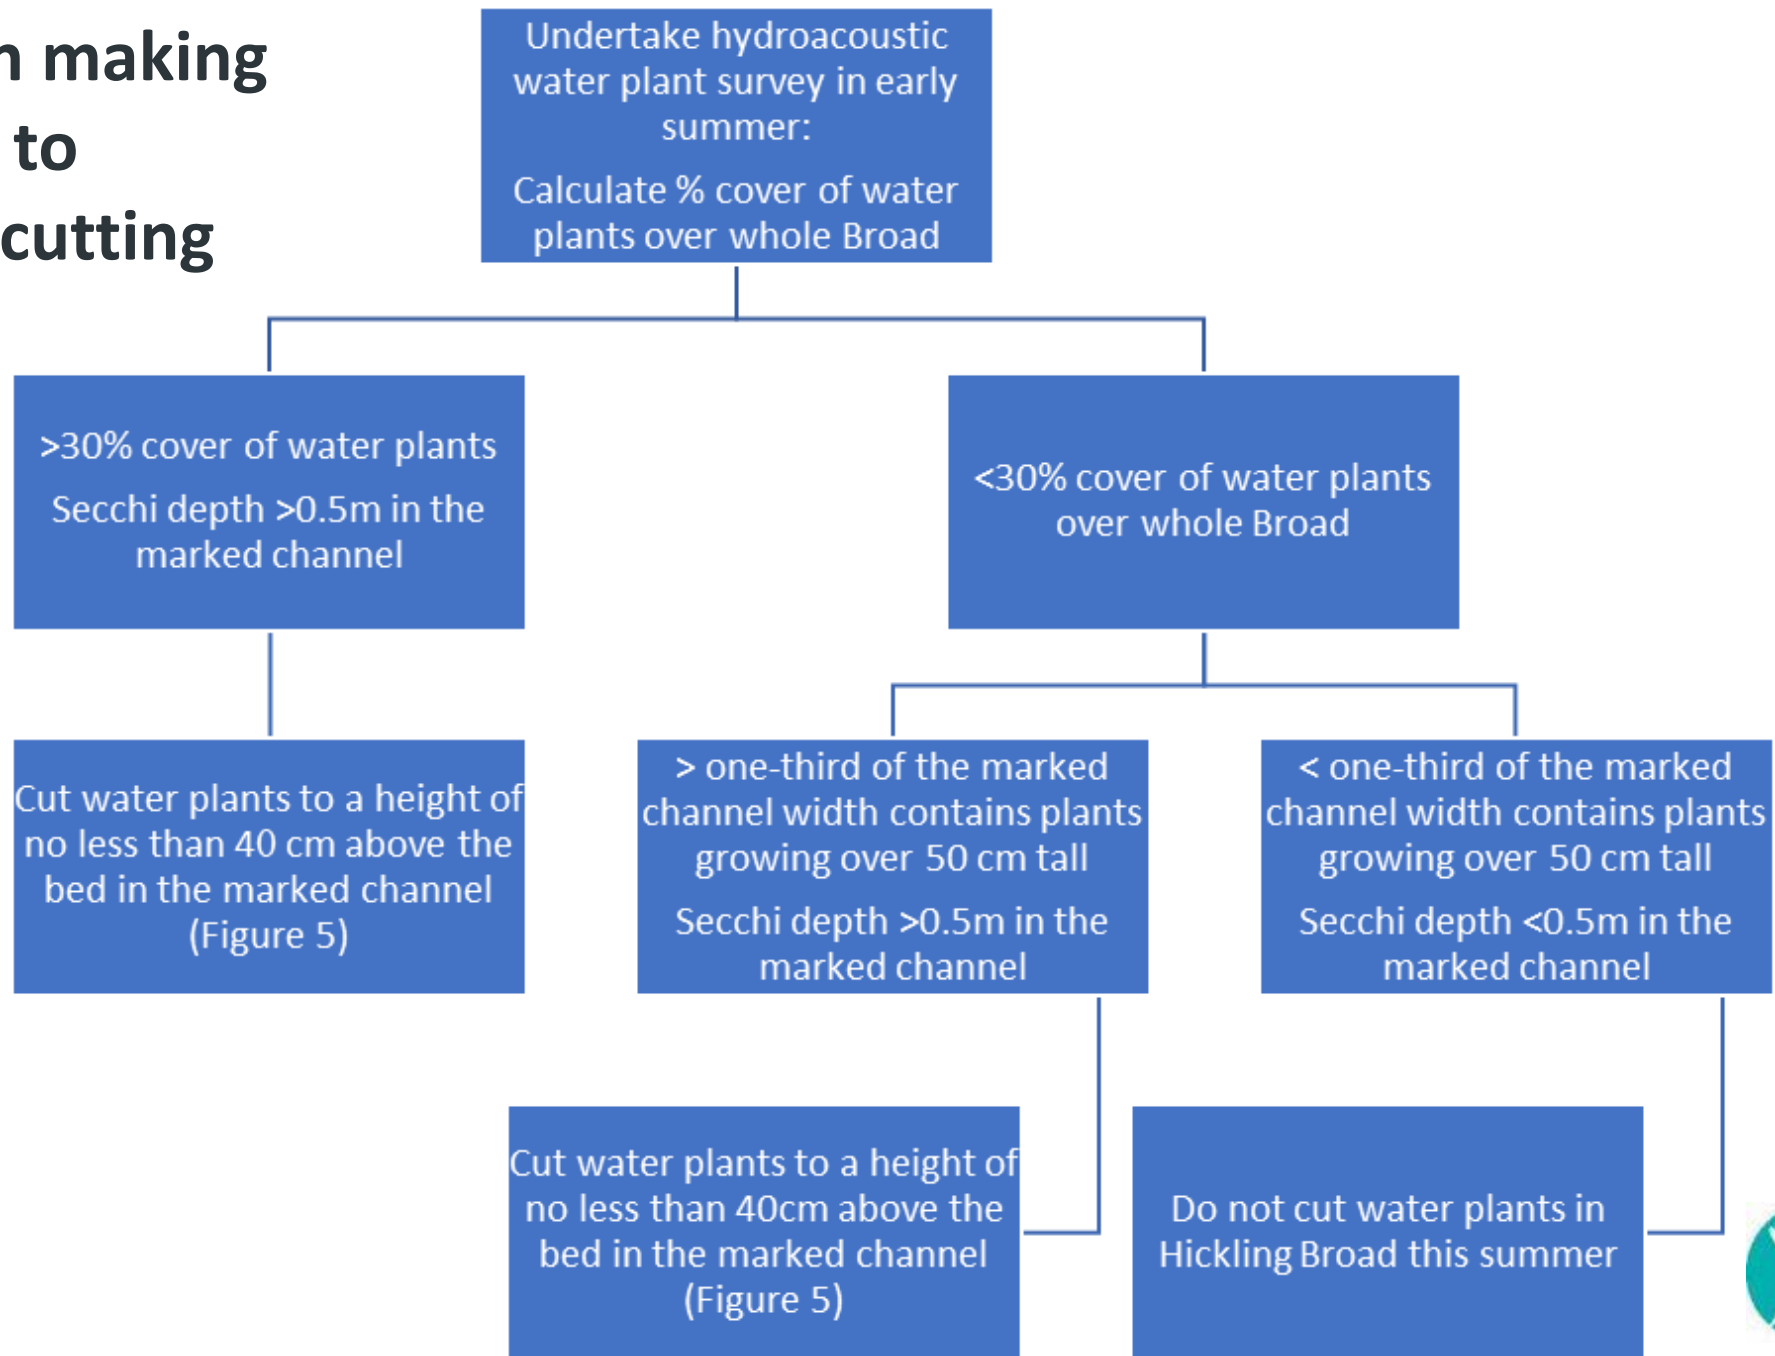 making
to
cutting
Undertake hydroacoustic
water plant survey in early
summer:
Calculate % cover of water
plants over whole Broad
>30% cover of water plants
Secchi depth >0.5m in the
marked channel
<30% cover of water plants
over whole Broad
Cut water plants to a height of
no less than 40 cm above the
bed in the marked channel
(Figure 5)
> one-third of the marked
channel width contains plants
growing over 50 cm tall
Secchi depth >0.5m in the
marked channel
< one-third of the marked
channel width contains plants
growing over 50 cm tall
Secchi depth <0.5m in the
marked channel
Cut water plants to a height of
no less than 40cm above the
bed in the marked channel
(Figure 5)
Do not cut water plants in
Hickling Broad this summer